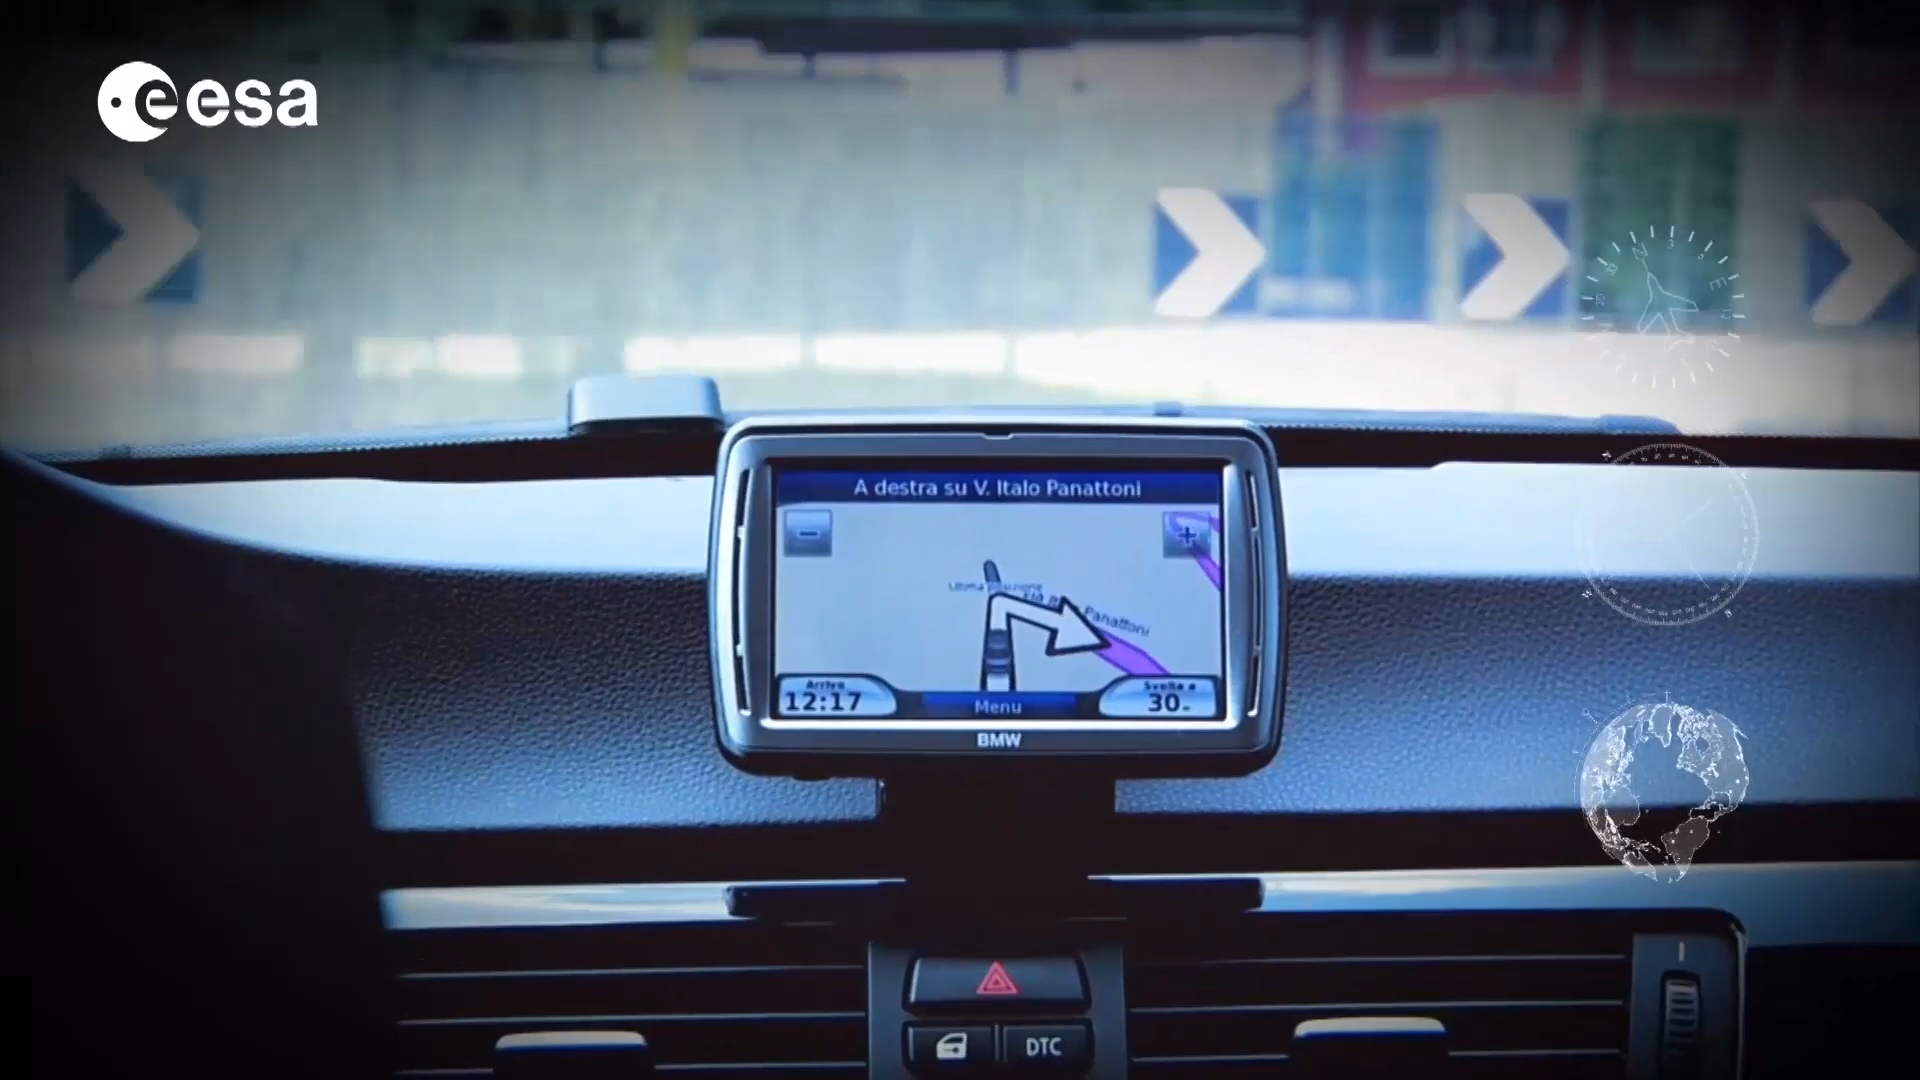 esa
A destra su V. Italo Panattoni
Panattoni
Arrivo
12:17
Menu
Svolta a
30
BMW
DTC